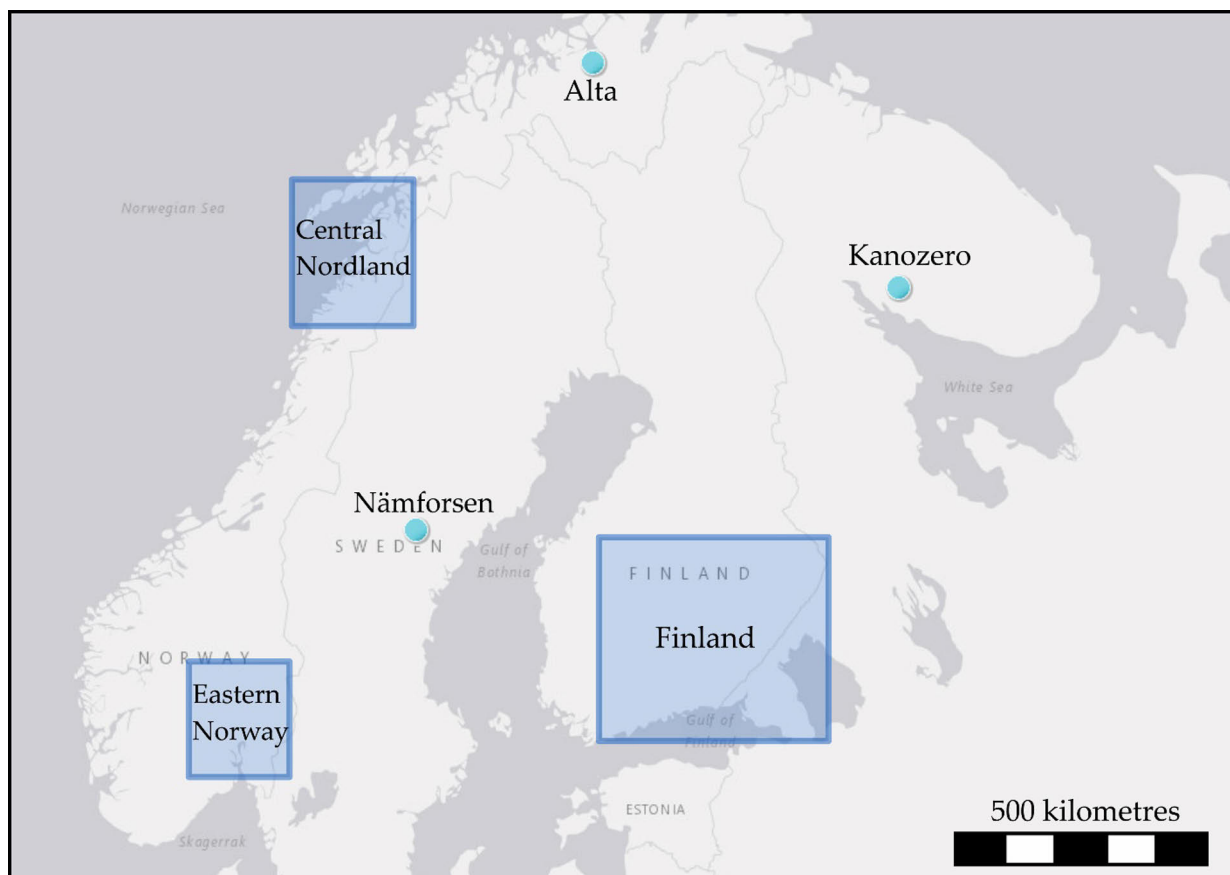 Alta
Norwegian Sea
Central
Nordland
Kanozero
White Sea
Nämforsen
SWEDEN
Gulf of
Bothnia
FINLAND
Finland
NORWAY
Eastern
Norway
Gulf of
Finland
ESTONIA
500 kilometres
Skagerrak